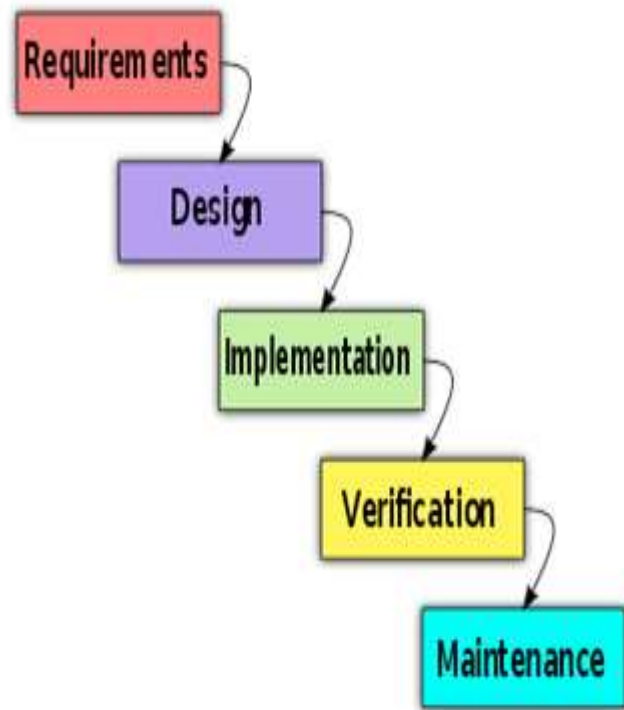 Requirements
Design
Implementation
Verification
Maintenance